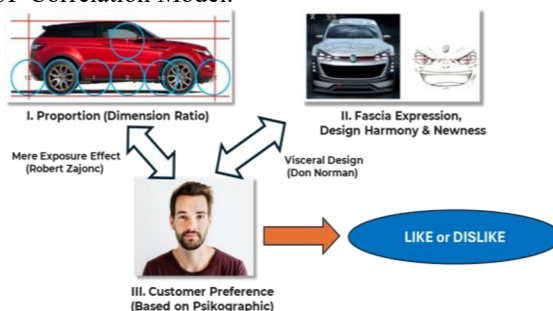 I. Proportion (Dimension Ratio)
II. Fascia Expression,
Design Harmony & Newness
Mere Exposure Effect
(Robert Zajonc)
Visceral Design
(Don Norman)
LIKE or DISLIKE
III. Customer Preference
(Based on Psikographic)